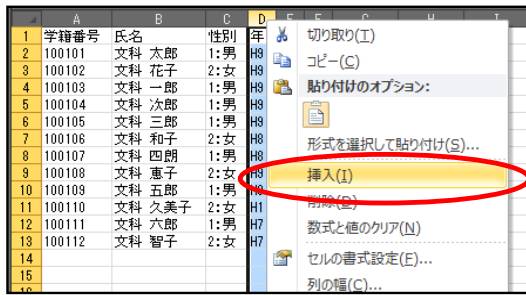 A B C D E F G H I
1 学籍番号 氏名 性別 年
2 100101 文科 太郎 1:男 H9
3 100102 文科 花子 2:女 H9
4 100103 文科 一郎 1:男 H9
5 100104 文科 次郎 1:男 H9
6 100105 文科 三郎 1:男 H9
7 100106 文科 和子 2:女 H8
8 100107 文科 四朗 1:男 H8
9 100108 文科 恵子 2:女 H9
10 100109 文科 五郎 1:男
11 100110 文科 久美子 2:女 H1
12 100111 文科 六郎 1:男 H7
13 100112 文科 智子 2:女 H7
14
15
16
切り取り(T)
コピー(C)
貼り付けのオプション:
形式を選択して貼り付け(S)...
挿入(I)
削除(D)
数式と値のクリア(N)
セルの書式設定(F)...
列の幅(C)...